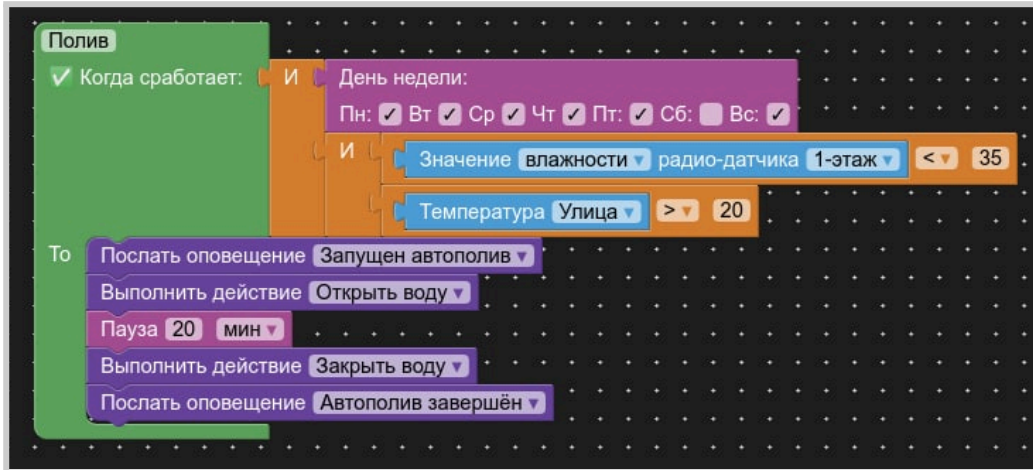 Полив
Когда сработает: И День недели:
Пн: Вт Ср Чт Пт: Сб: Вс:
И Значение влажности радио-датчика 1-этаж < 35
Температура Улица > 20
То Послать оповещение Запущен автополив
Выполнить действие Открыть воду
Пауза 20 мин
Выполнить действие Закрыть воду
Послать оповещение Автополив завершён